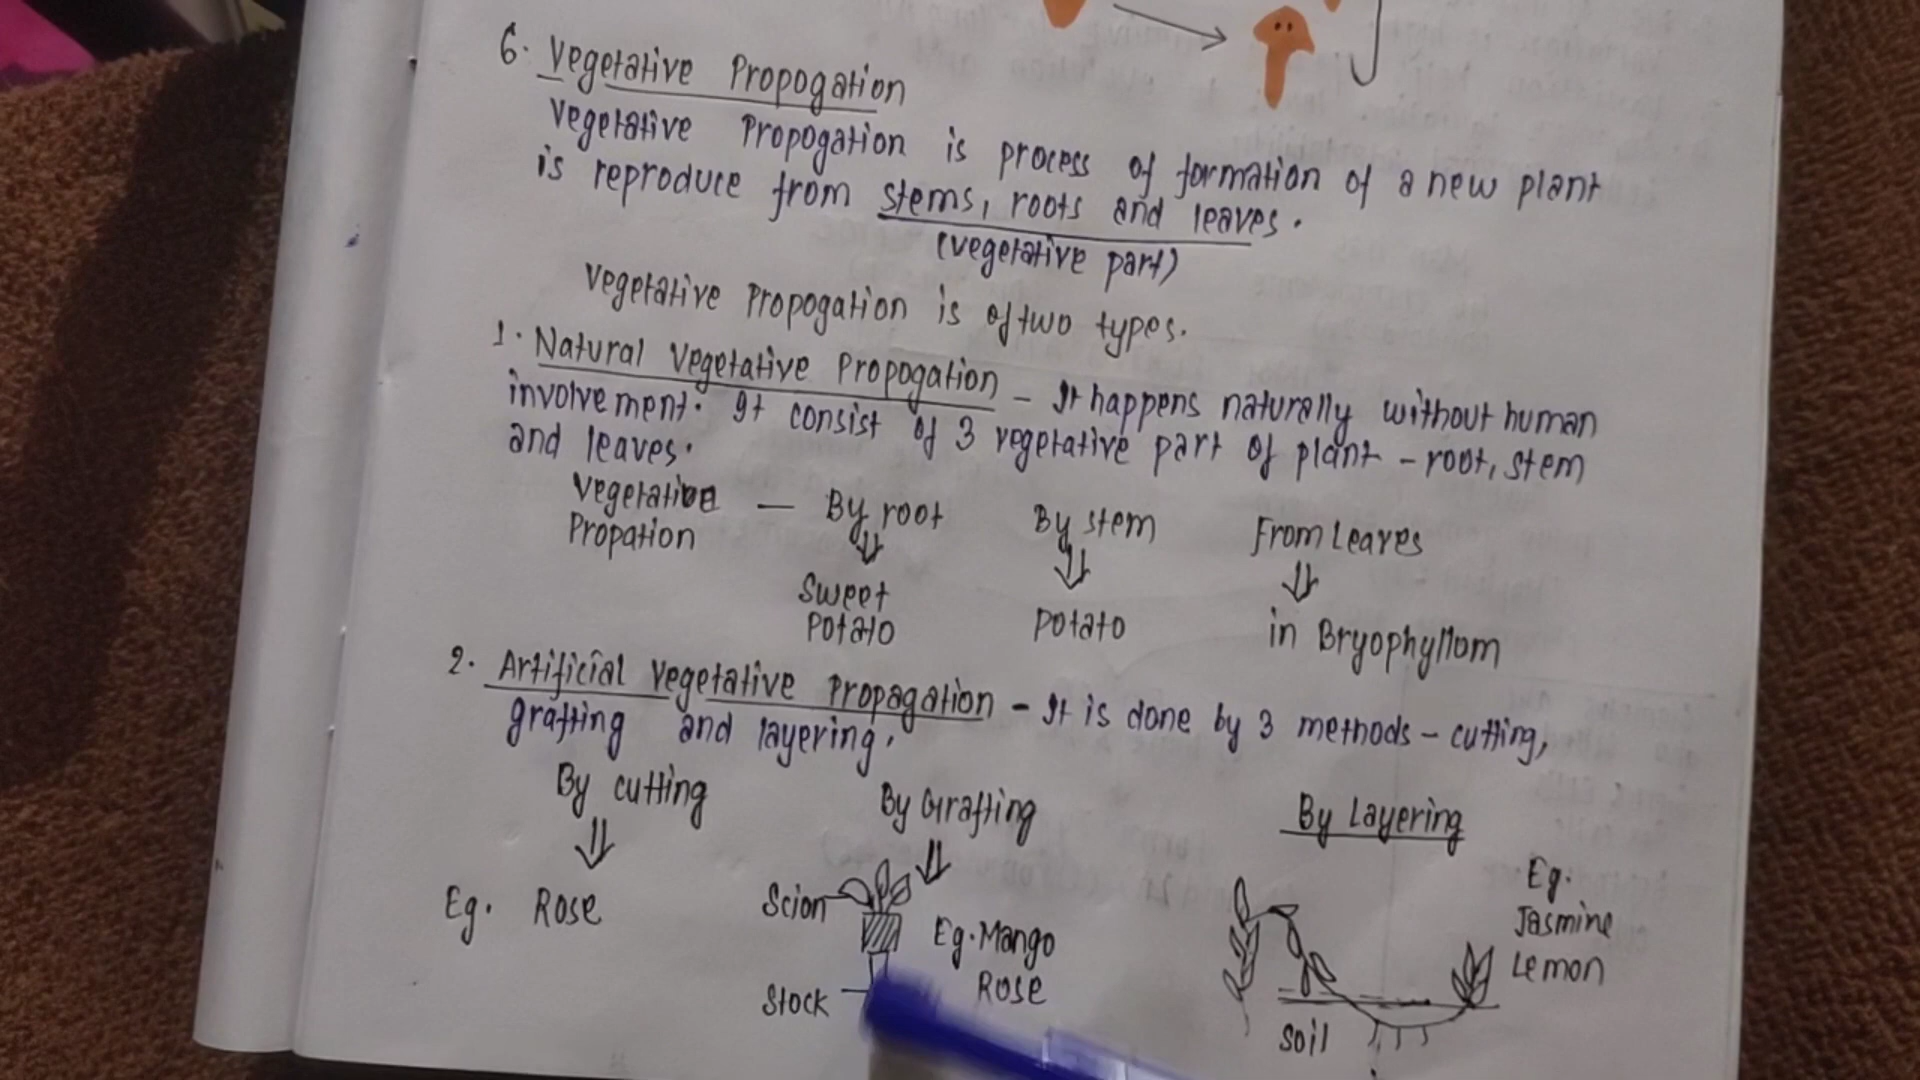 6. Vegetative Propogation
Vegetative Propogation is process of formation of a new plant
is reproduce from stems, roots and leaves.
(vegetative part)
Vegetative Propogation is of two types.
1. Natural Vegetative Propogation - It happens naturally without human
involvement. It consist of 3 vegetative part of plant - root, stem
and leaves.
Vegetative Propation — By root By stem From Leaves
Sweet Potato Potato in Bryophyllom
2. Artificial Vegetative Propagation - It is done by 3 methods - cutting,
grafting and layering.
By cutting By Grafting By Layering
Eg. Rose
Scion
Stock
Eg. Mango
Rose
Eg.
Jasmine
Lemon
Soil